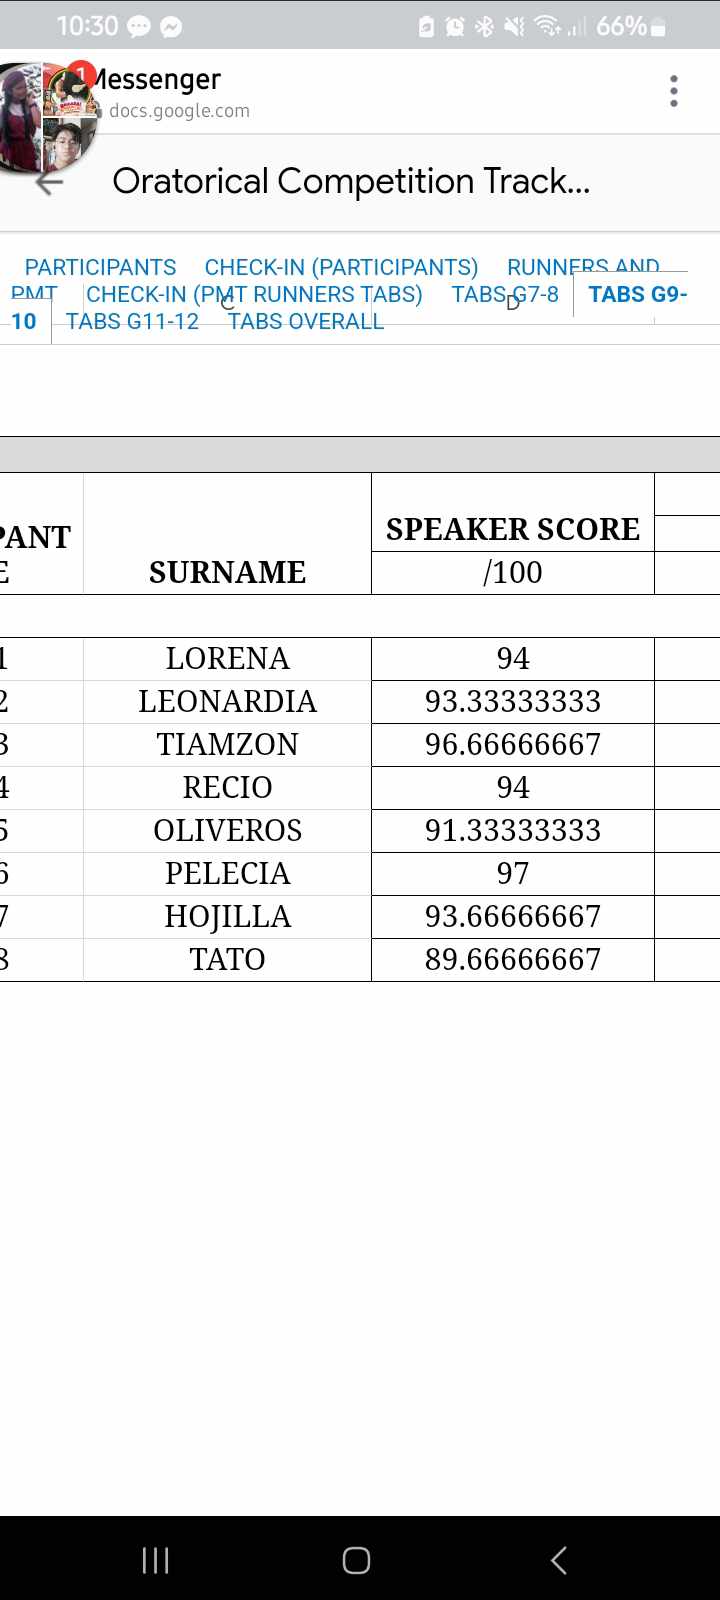 10:30 66%
1
Messenger
docs.google.com
Oratorical Competition Track...
PARTICIPANTS CHECK-IN (PARTICIPANTS) RUNNERS AND
PMT CHECK-IN (PMT RUNNERS TABS) TABS G7-8 TABS G9-
C D
10 TABS G11-12 TABS OVERALL
SPEAKER SCORE
PANT
E SURNAME /100
1 LORENA 94
2 LEONARDIA 93.33333333
3 TIAMZON 96.66666667
4 RECIO 94
5 OLIVEROS 91.33333333
6 PELECIA 97
7 HOJILLA 93.66666667
8 TATO 89.66666667